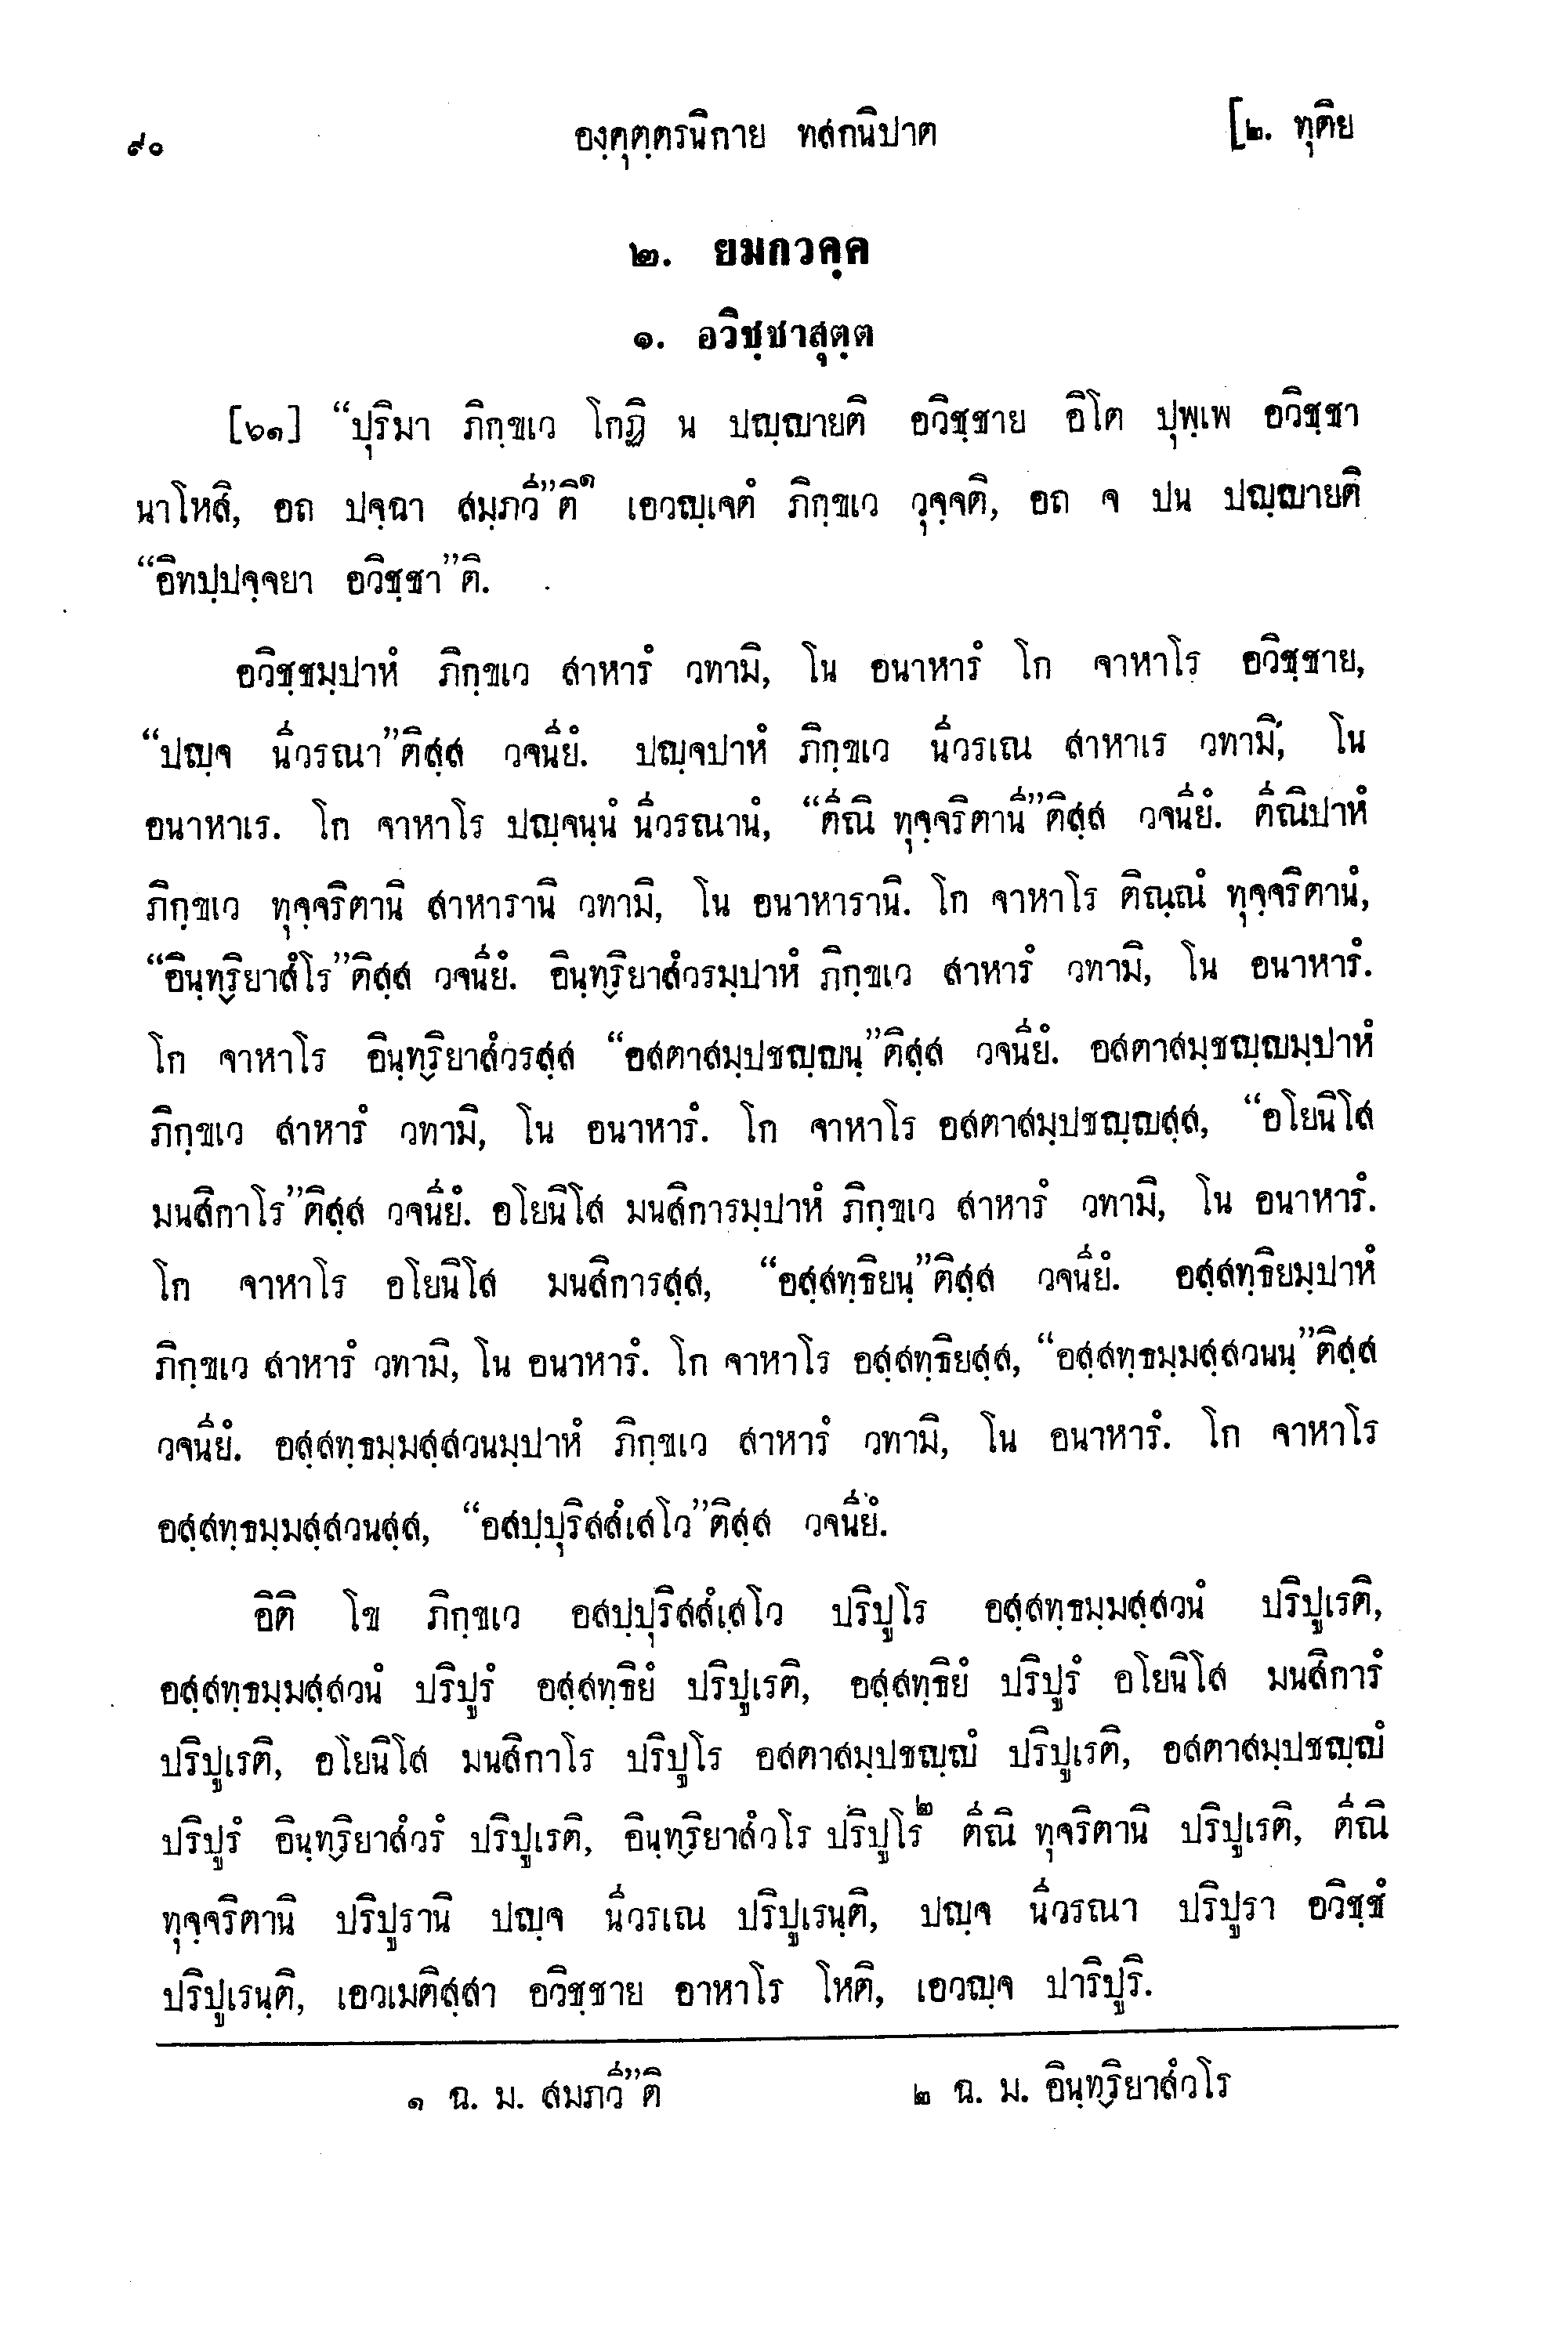 ๙๐ องฺคุตฺตรนิกาย ทสกนิปาต [๒. ทุติย
๒. ยมกวคฺค
๑. อวิชฺชาสุตฺต
[๖๑] “ปุริมา ภิกฺขเว โกฏิ น ปญฺญายติ อวิชฺชาย อิโต ปุพฺเพ อวิชฺชา
นาโหสิ, อถ ปจฺฉา สมฺภวี”ติ๑ เอวญฺเจตํ ภิกฺขเว วุจฺจติ, อถ จ ปน ปญฺญายติ
“อิทปฺปจฺจยา อวิชฺชา”ติ.
อวิชฺชมฺปาหํ ภิกฺขเว สาหารํ วทามิ, โน อนาหารํ โก จาหาโร อวิชฺชาย,
“ปญฺจ นีวรณา”ติสฺส วจนียํ. ปญฺจปาหํ ภิกฺขเว นีวรเณ สาหาเร วทามิ, โน
อนาหาเร. โก จาหาโร ปญฺจนฺนํ นีวรณานํ, “ตีณิ ทุจฺจริตานี”ติสฺส วจนียํ. ตีณิปาหํ
ภิกฺขเว ทุจฺจริตานิ สาหารานิ วทามิ, โน อนาหารานิ. โก จาหาโร ติณฺณํ ทุจฺจริตานํ,
“อินฺทฺริยาสํโร”ติสฺส วจนียํ. อินฺทฺริยาสํวรมฺปาหํ ภิกฺขเว สาหารํ วทามิ, โน อนาหารํ.
โก จาหาโร อินฺทฺริยาสํวรสฺส “อสตาสมฺปชญฺญนฺ”ติสฺส วจนียํ. อสตาสมฺชญฺญมฺปาหํ
ภิกฺขเว สาหารํ วทามิ, โน อนาหารํ. โก จาหาโร อสตาสมฺปชญฺญสฺส, “อโยนิโส
มนสิกาโร”ติสฺส วจนียํ. อโยนิโส มนสิการมฺปาหํ ภิกฺขเว สาหารํ วทามิ, โน อนาหารํ.
โก จาหาโร อโยนิโส มนสิการสฺส, “อสฺสทฺธิยนฺ”ติสฺส วจนียํ. อสฺสทฺธิยมฺปาหํ
ภิกฺขเว สาหารํ วทามิ, โน อนาหารํ. โก จาหาโร อสฺสทฺธิยสฺส, “อสฺสทฺธมฺมสฺสวนนฺ”ติสฺส
วจนียํ. อสฺสทฺธมฺมสฺสวนมฺปาหํ ภิกฺขเว สาหารํ วทามิ, โน อนาหารํ. โก จาหาโร
อสฺสทฺธมฺมสฺสวนสฺส, “อสปฺปุริสสํเสโว”ติสฺส วจนียํ.
อิติ โข ภิกฺขเว อสปฺปุริสสํเสโว ปริปูโร อสฺสทฺธมฺมสฺสวนํ ปริปูเรติ,
อสฺสทฺธมฺมสฺสวนํ ปริปูรํ อสฺสทฺธิยํ ปริปูเรติ, อสฺสทฺธิยํ ปริปูรํ อโยนิโส มนสิการํ
ปริปูเรติ, อโยนิโส มนสิกาโร ปริปูโร อสตาสมฺปชญฺญํ ปริปูเรติ, อสตาสมฺปชญฺญํ
ปริปูรํ อินฺทฺริยาสํวรํ ปริปูเรติ, อินฺทฺริยาสํวโร ปริปูโร๒ ตีณิ ทุจริตานิ ปริปูเรติ, ตีณิ
ทุจฺจริตานิ ปริปูรานิ ปญฺจ นีวรเณ ปริปูเรนฺติ, ปญฺจ นีวรณา ปริปูรา อวิชฺชํ
ปริปูเรนฺติ, เอวเมติสฺสา อวิชฺชาย อาหาโร โหติ, เอวญฺจ ปาริปูริ.
๑ ฉ. ม. สมภวี”ติ ๒ ฉ. ม. อินฺทฺริยาสํวโร